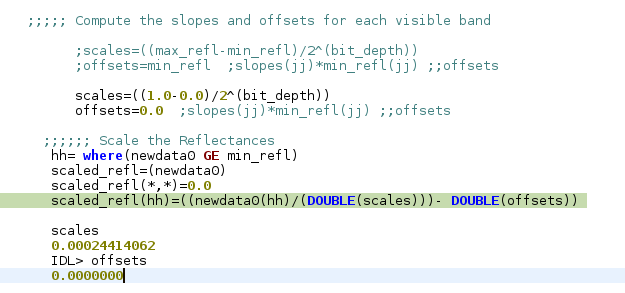 ;;;;; Compute the slopes and offsets for each visible band
;scales=((max_refl-min_refl)/2^(bit_depth))
;offsets=min_refl  ;slopes(jj)*min_refl(jj) ;;offsets
scales=((1.0-0.0)/2^(bit_depth))
offsets=0.0  ;slopes(jj)*min_refl(jj) ;;offsets
;;;;;; Scale the Reflectances
hh= where(newdata0 GE min_refl)
scaled_refl=(newdata0)
scaled_refl(*,*)=0.0
scaled_refl(hh)=((newdata0(hh)/(DOUBLE(scales)))- DOUBLE(offsets))
scales
0.00024414062
IDL> offsets
0.0000000